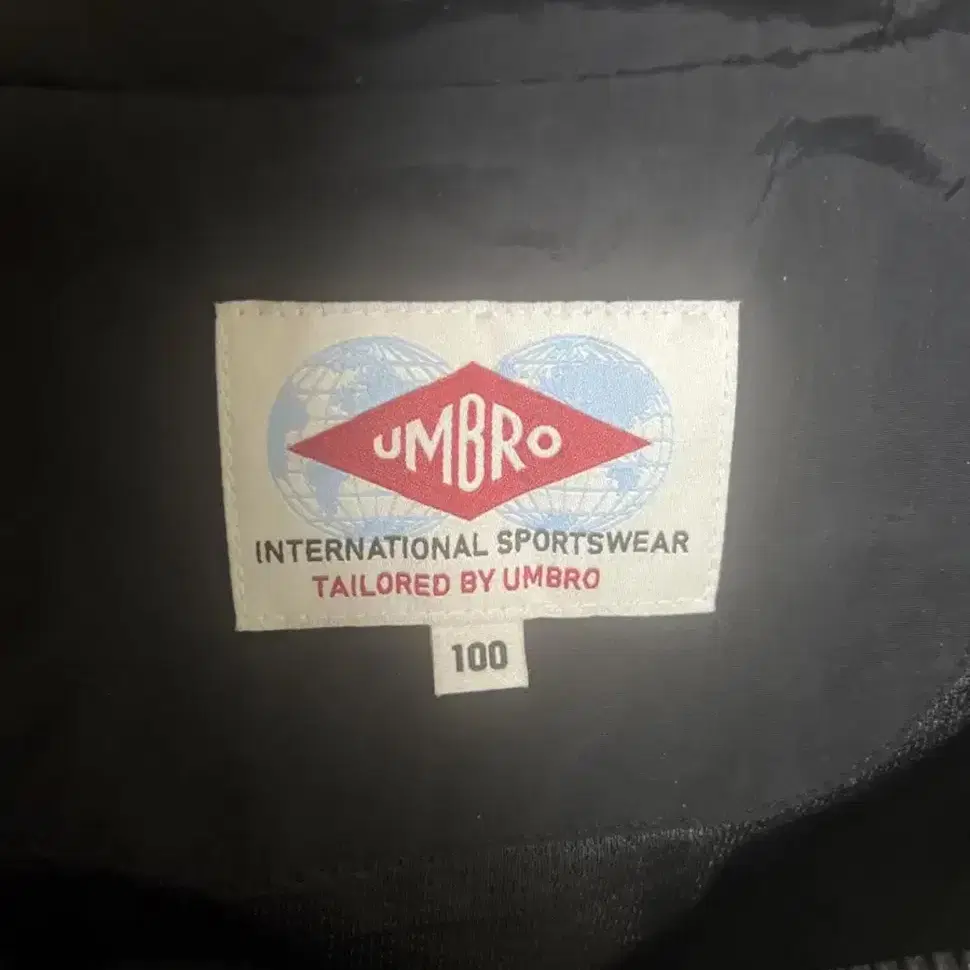 UMBRO
INTERNATIONAL SPORTSWEAR
TAILORED BY UMBRO
100